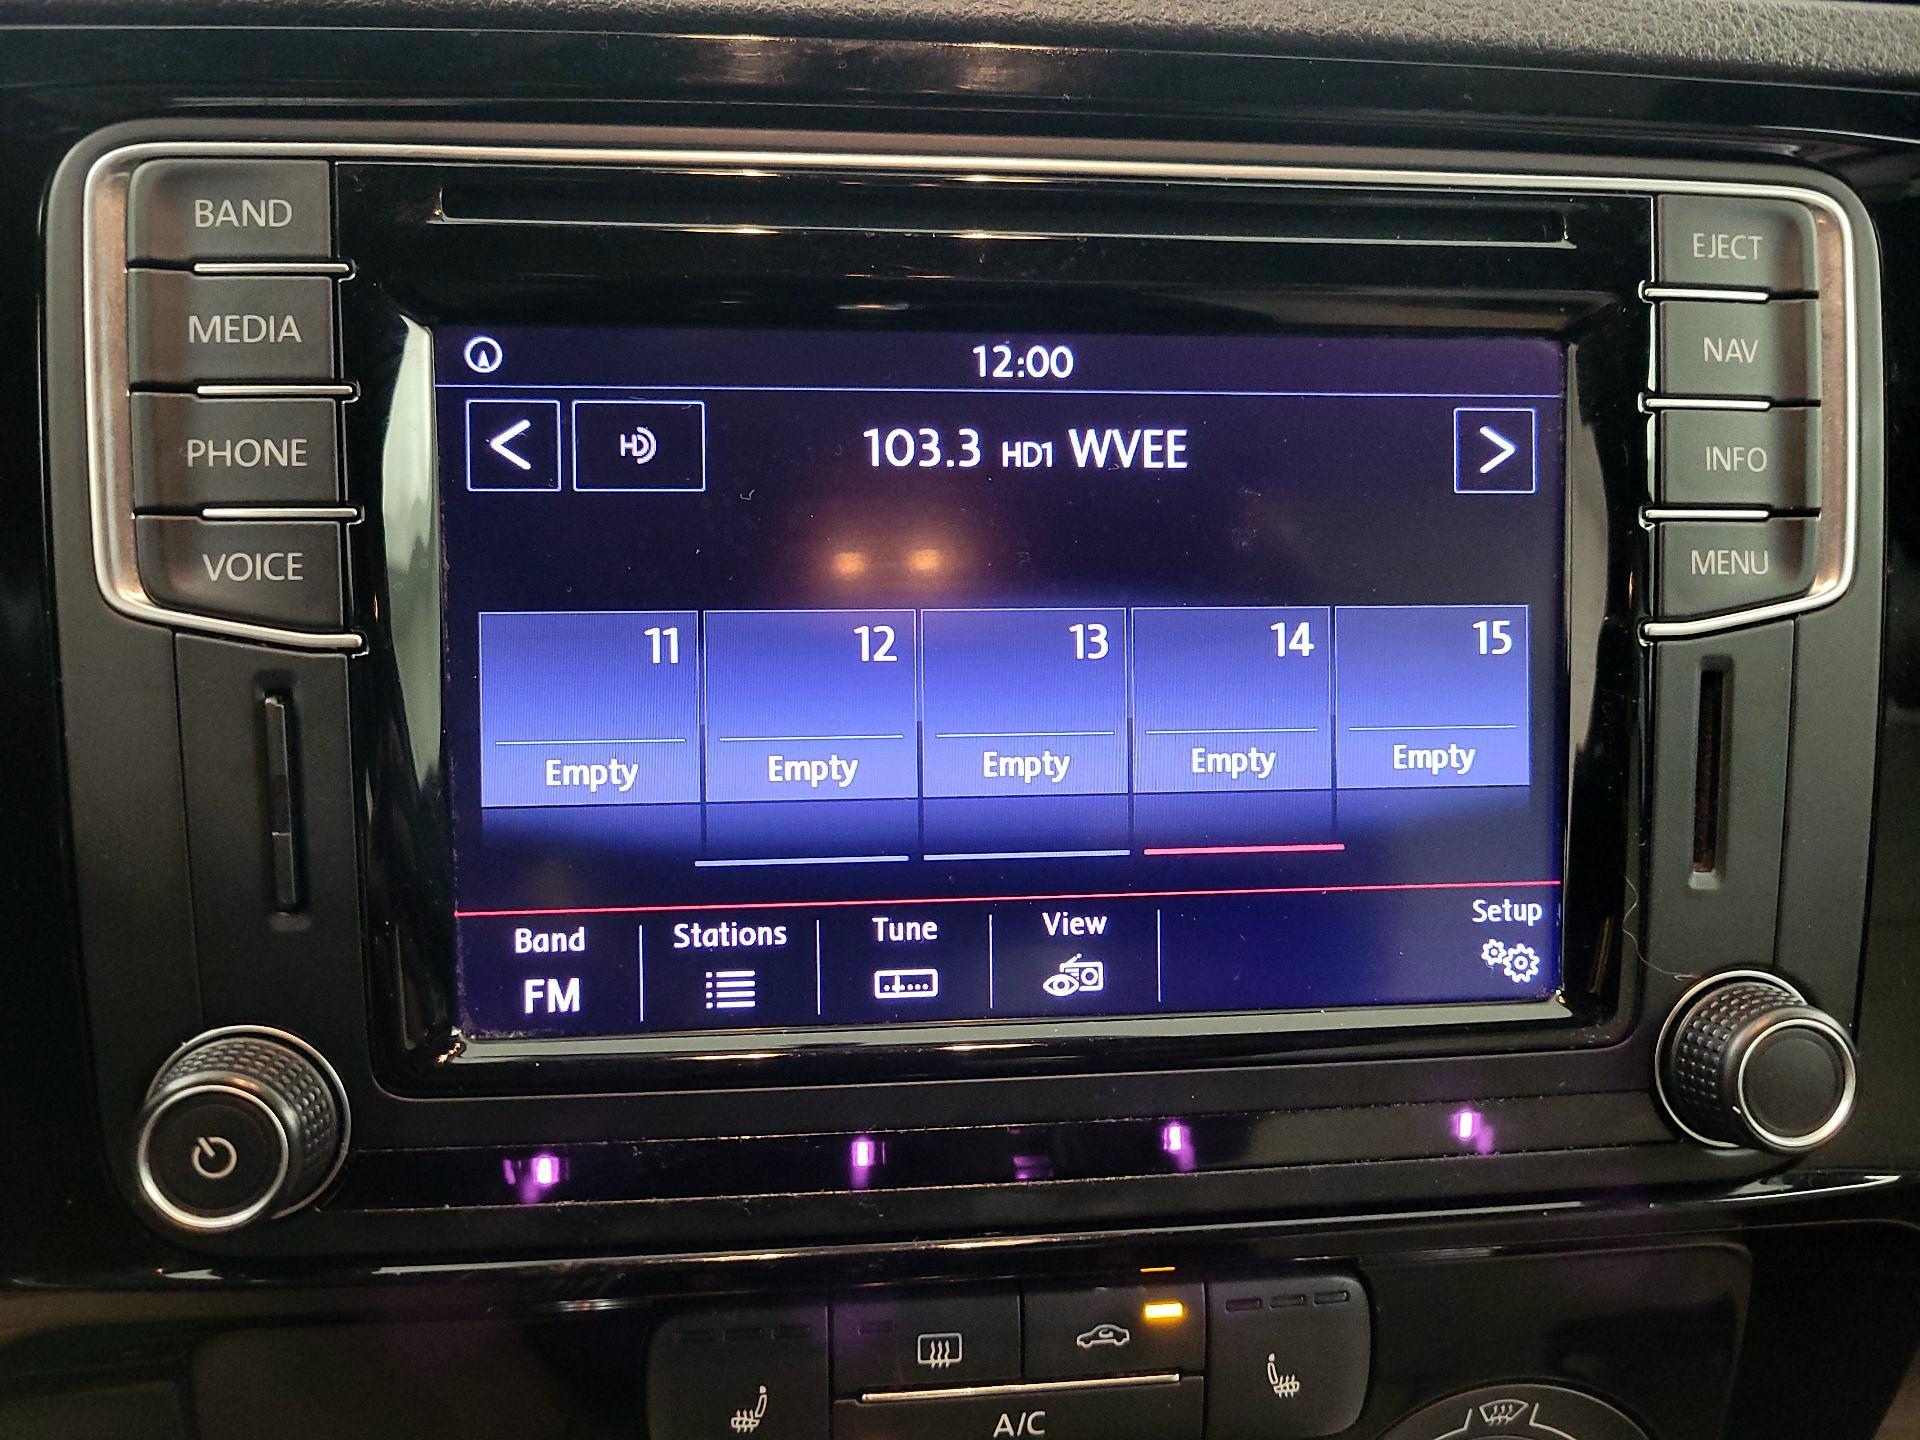 BAND
MEDIA
PHONE
VOICE
EJECT
NAV
INFO
MENU
12:00
HD
103.3 HD1 WVEE
11
12
13
14
15
Empty
Empty
Empty
Empty
Empty
Band
FM
Stations
Tune
View
Setup
A/C